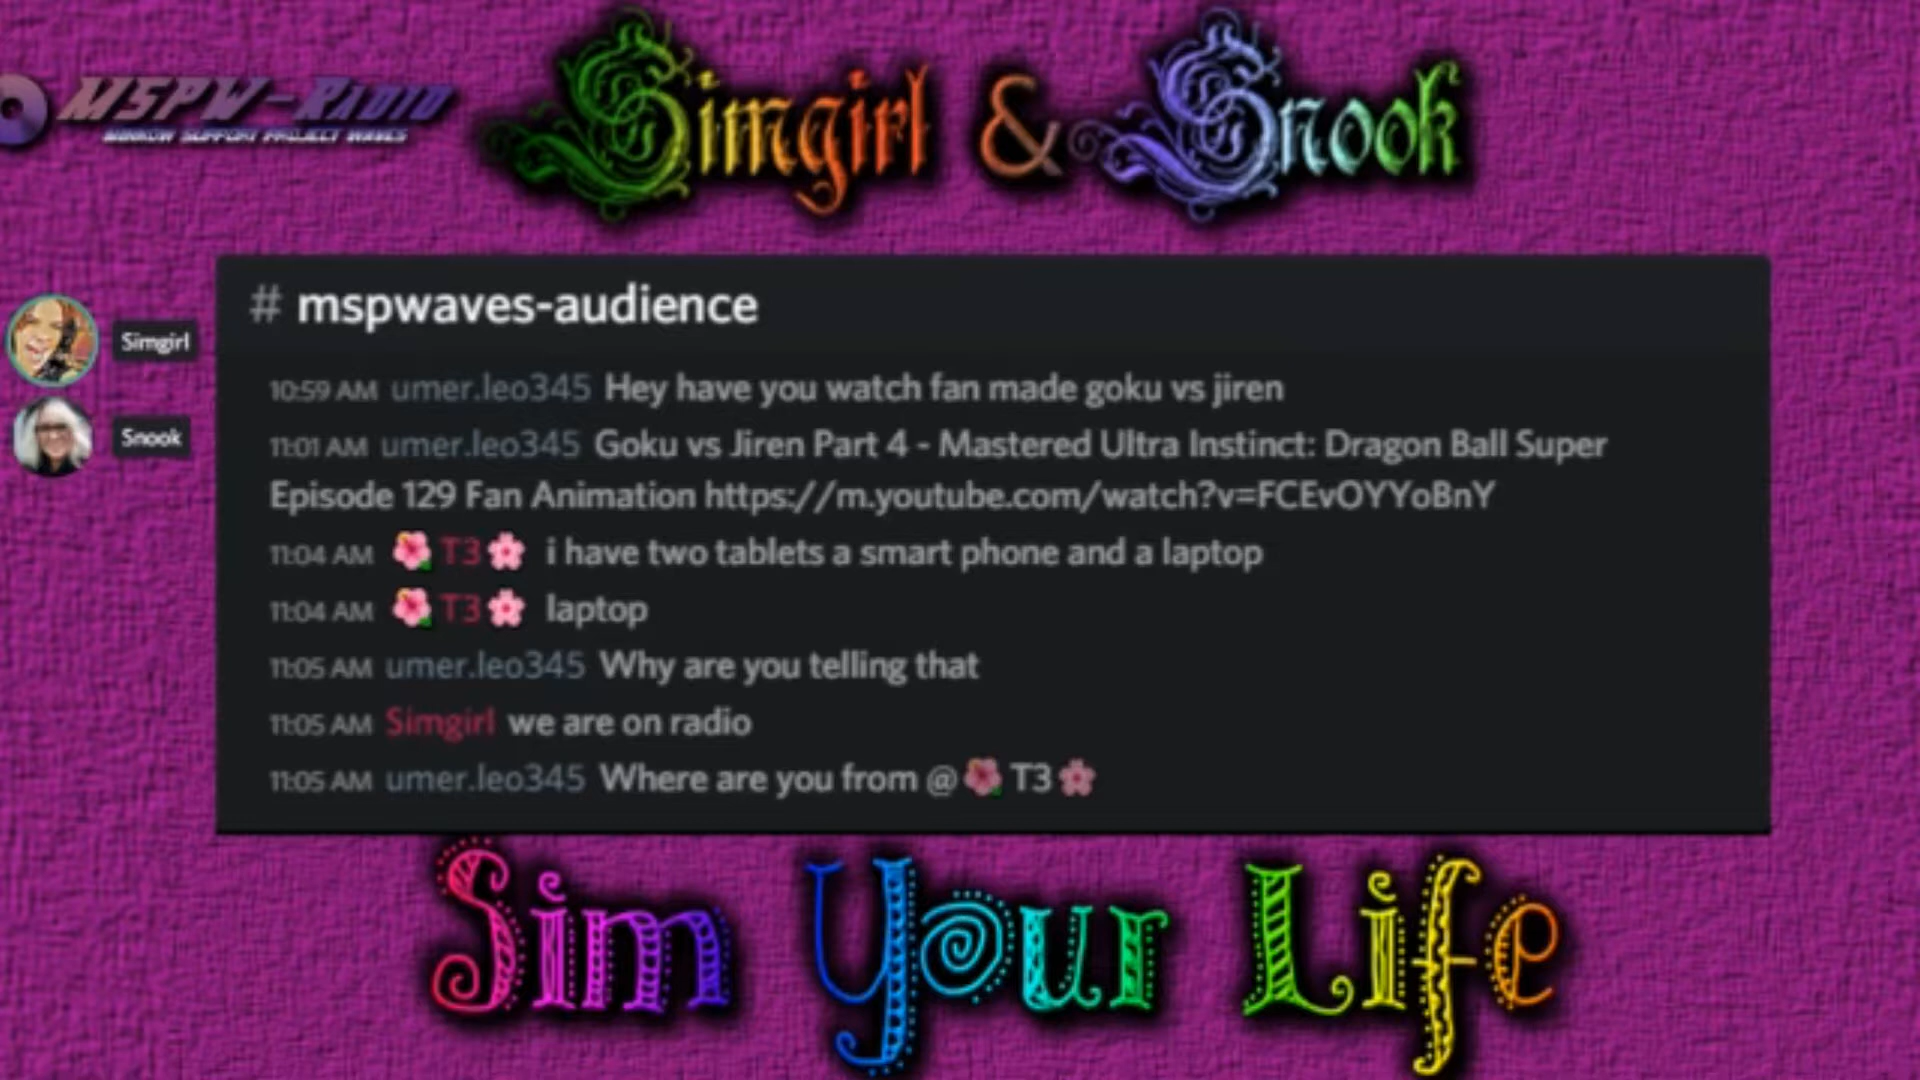 Simgirl & Snook
MSPW-Radio
MINNOW SUPPORT PROJECT WAVES
# mspwaves-audience
Simgirl
Snook
10:59 AM umer.leo345 Hey have you watch fan made goku vs jiren
11:01 AM umer.leo345 Goku vs Jiren Part 4 - Mastered Ultra Instinct: Dragon Ball Super
Episode 129 Fan Animation https://m.youtube.com/watch?v=FCEvOYYoBnY
11:04 AM 🌺T3🌸 i have two tablets a smart phone and a laptop
11:04 AM 🌺T3🌸 laptop
11:05 AM umer.leo345 Why are you telling that
11:05 AM Simgirl we are on radio
11:05 AM umer.leo345 Where are you from @🌺T3🌸
Sim Your Life